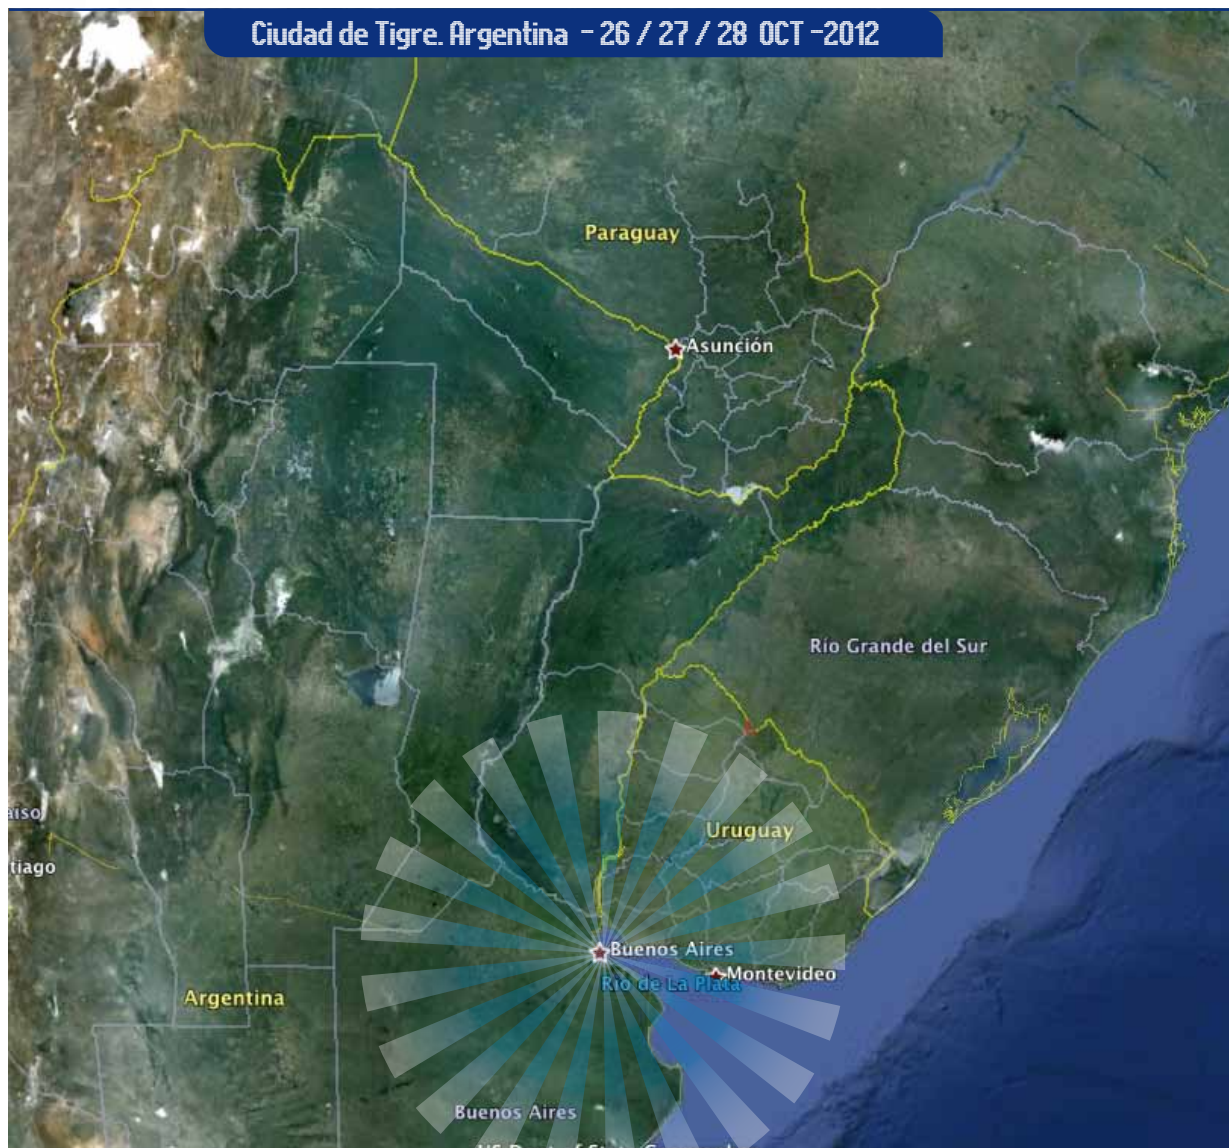 Ciudad de Tigre. Argentina - 26 / 27 / 28 OCT -2012
Paraguay
Asunción
Río Grande del Sur
aíso
Uruguay
tiago
Buenos Aires
Montevideo
Río de La Plata
Argentina
Buenos Aires